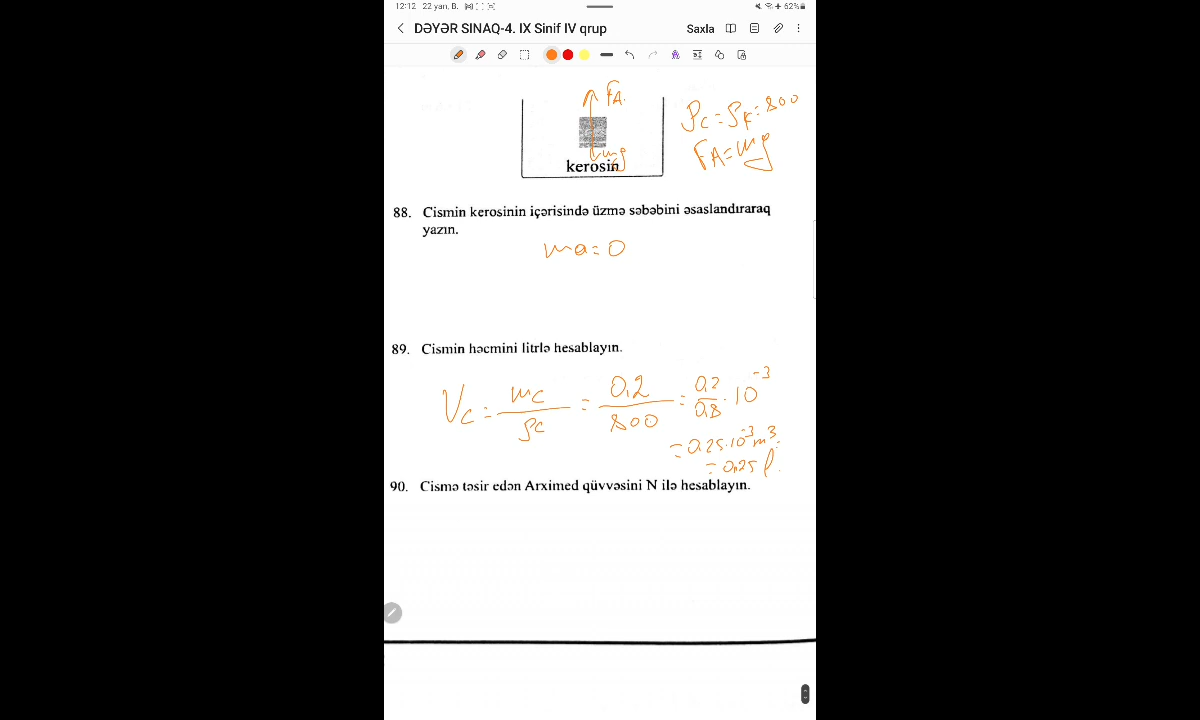 12:12 22 yan, B.
62%
DƏYƏR SINAQ-4. IX Sinif IV qrup
Saxla
FA.
mg
kerosin
ρc = ρk = 800
FA = mg
88. Cismin kerosinin içərisində üzmə səbəbini əsaslandıraraq
yazın.
ma = 0
89. Cismin həcmini litrlə hesablayın.
Vc = mc/ρc = 0,2/800 = 0,2/0,8 · 10⁻³
= 0,25·10⁻³ m³ =
= 0,25 l.
90. Cismə təsir edən Arximed qüvvəsini N ilə hesablayın.